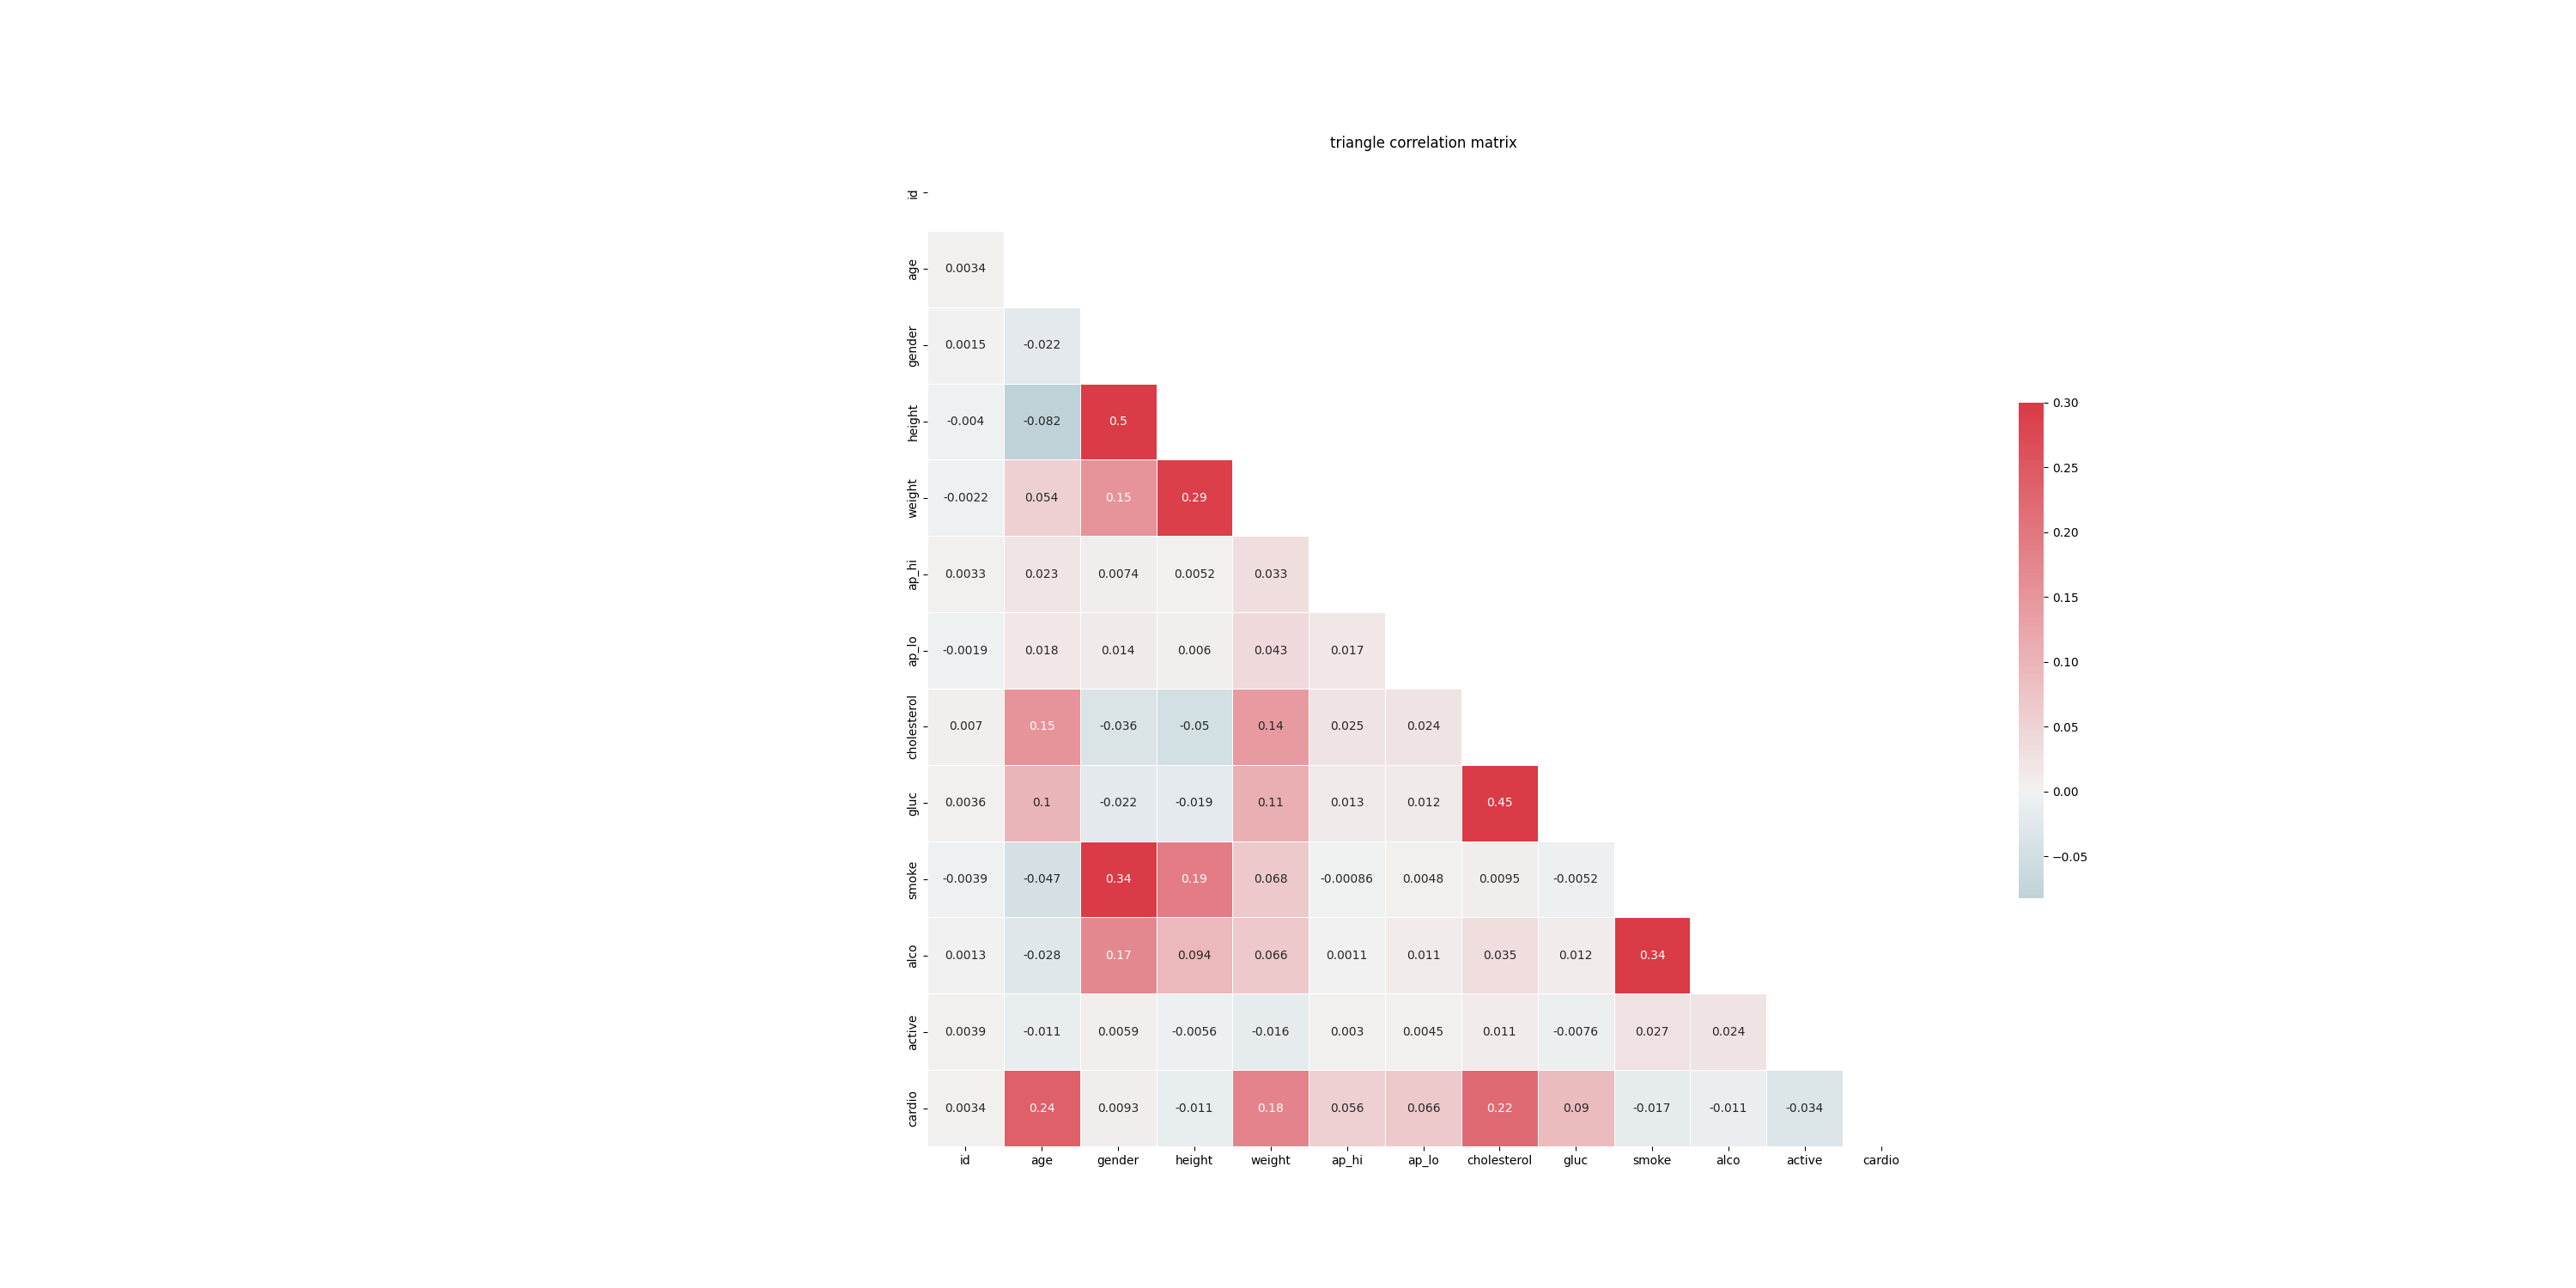 triangle correlation matrix
id
age 0.0034
gender 0.0015 -0.022
height -0.004 -0.082 0.5
weight -0.0022 0.054 0.15 0.29
ap_hi 0.0033 0.023 0.0074 0.0052 0.033
ap_lo -0.0019 0.018 0.014 0.006 0.043 0.017
cholesterol 0.007 0.15 -0.036 -0.05 0.14 0.025 0.024
gluc 0.0036 0.1 -0.022 -0.019 0.11 0.013 0.012 0.45
smoke -0.0039 -0.047 0.34 0.19 0.068 -0.00086 0.0048 0.0095 -0.0052
alco 0.0013 -0.028 0.17 0.094 0.066 0.0011 0.011 0.035 0.012 0.34
active 0.0039 -0.011 0.0059 -0.0056 -0.016 0.003 0.0045 0.011 -0.0076 0.027 0.024
cardio 0.0034 0.24 0.0093 -0.011 0.18 0.056 0.066 0.22 0.09 -0.017 -0.011 -0.034
id age gender height weight ap_hi ap_lo cholesterol gluc smoke alco active cardio
0.30
0.25
0.20
0.15
0.10
0.05
0.00
−0.05